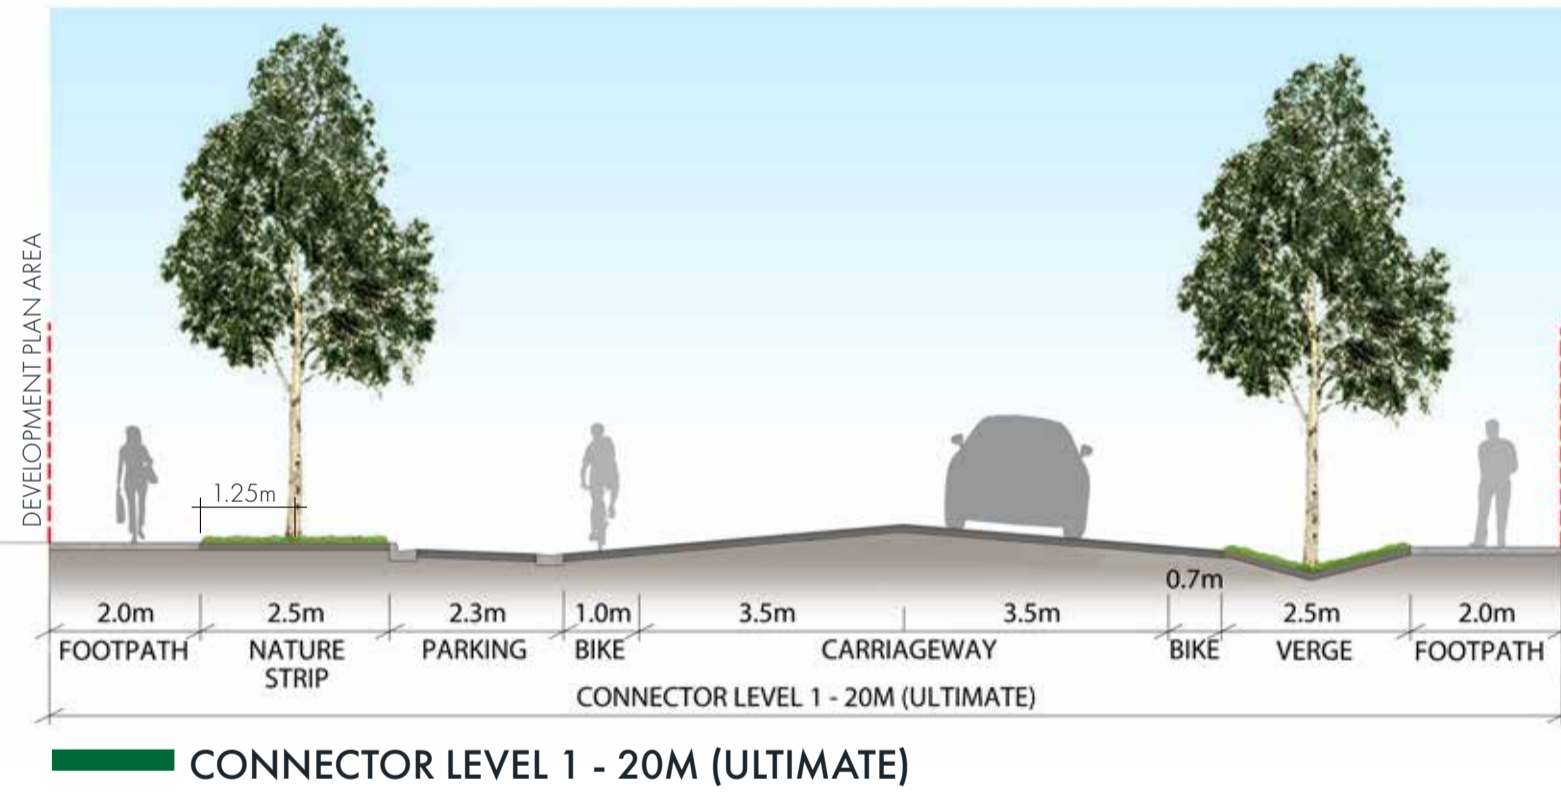 DEVELOPMENT PLAN AREA
1.25m
0.7m
2.0m 2.5m 2.3m 1.0m 3.5m 3.5m 2.5m 2.0m
FOOTPATH NATURE PARKING BIKE CARRIAGEWAY BIKE VERGE FOOTPATH
STRIP
CONNECTOR LEVEL 1 - 20M (ULTIMATE)
CONNECTOR LEVEL 1 - 20M (ULTIMATE)